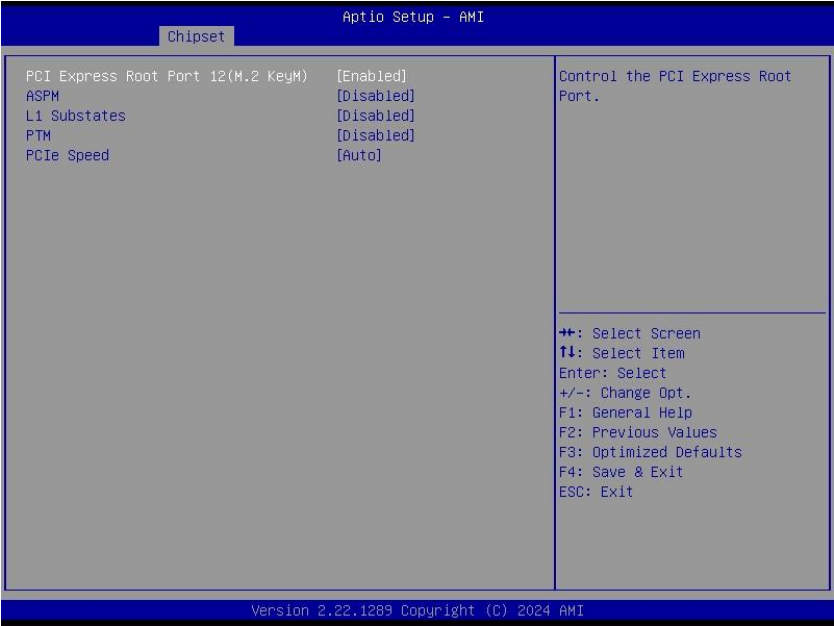 Aptio Setup - AMI
Chipset
PCI Express Root Port 12(M.2 KeyM) [Enabled]
ASPM [Disabled]
L1 Substates [Disabled]
PTM [Disabled]
PCIe Speed [Auto]
Control the PCI Express Root
Port.
→←: Select Screen
↑↓: Select Item
Enter: Select
+/-: Change Opt.
F1: General Help
F2: Previous Values
F3: Optimized Defaults
F4: Save & Exit
ESC: Exit
Version 2.22.1289 Copyright (C) 2024 AMI